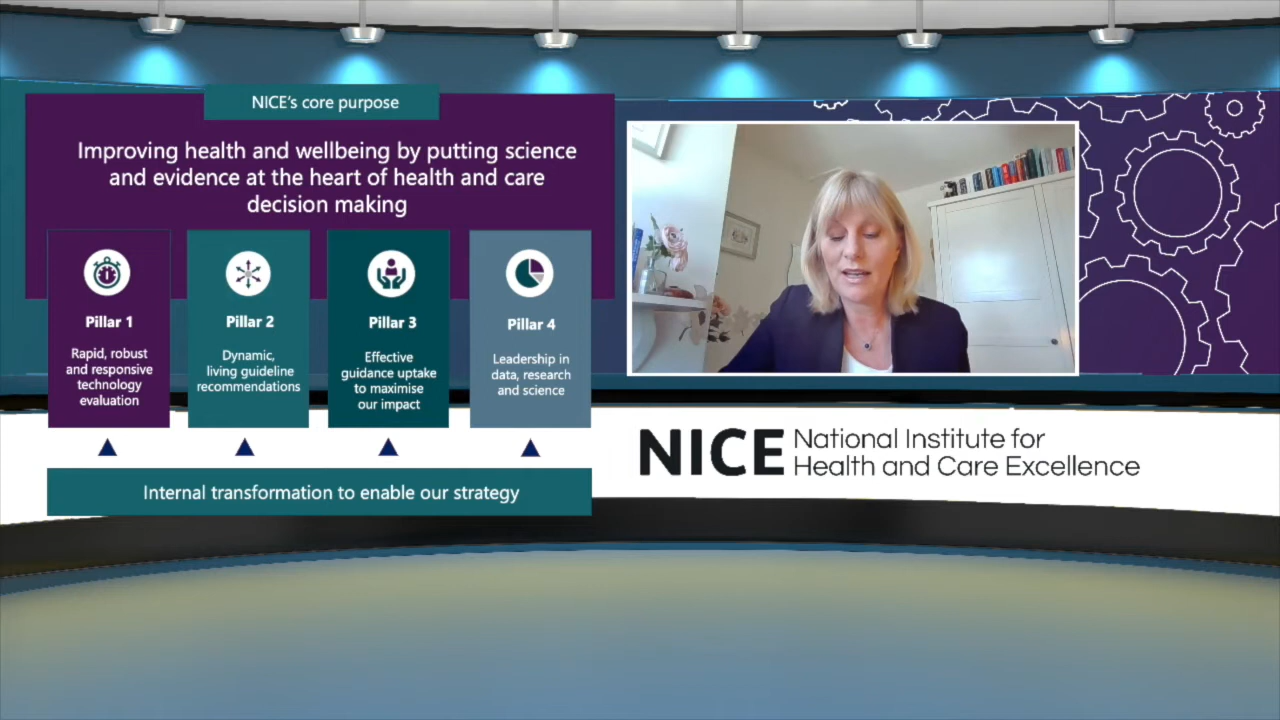 NICE's core purpose
Improving health and wellbeing by putting science
and evidence at the heart of health and care
decision making
Pillar 1
Rapid, robust
and responsive
technology
evaluation
Pillar 2
Dynamic,
living guideline
recommendations
Pillar 3
Effective
guidance uptake
to maximise
our impact
Pillar 4
Leadership in
data, research
and science
Internal transformation to enable our strategy
NICE National Institute for
Health and Care Excellence